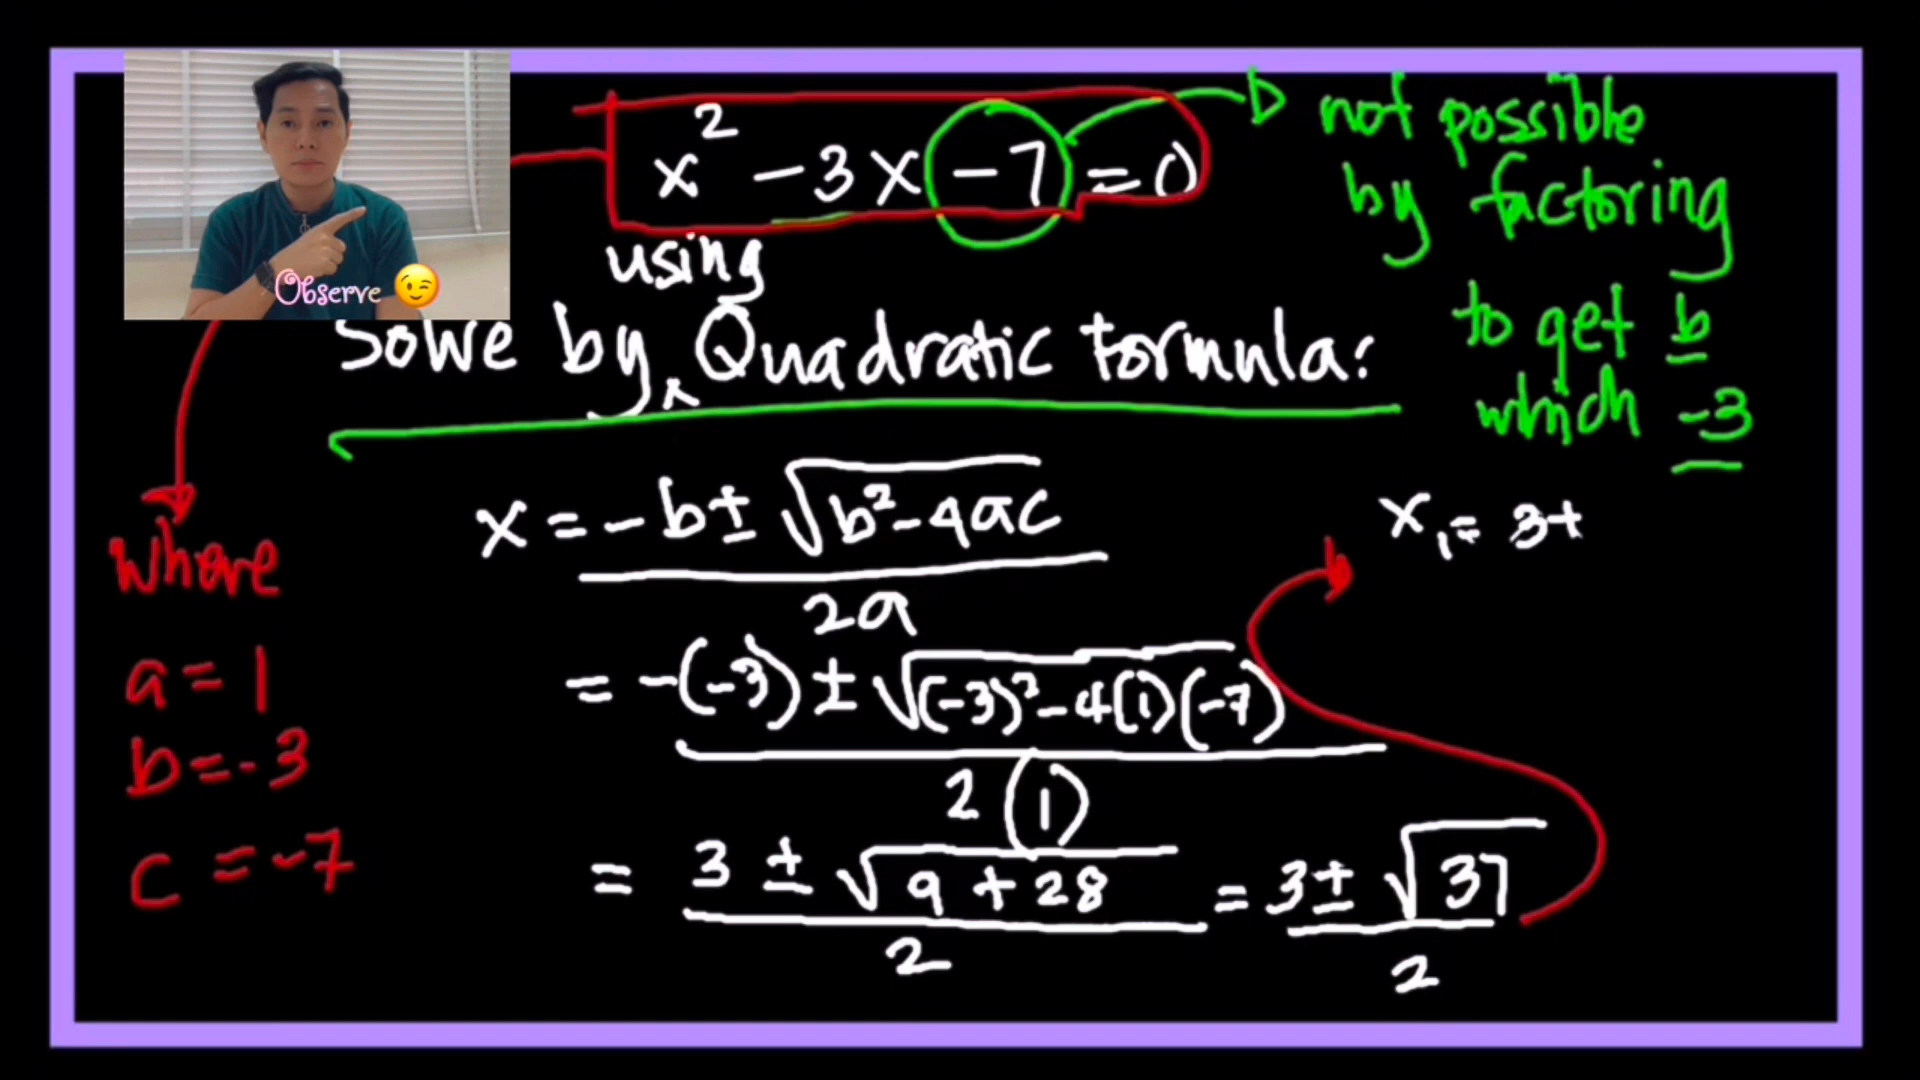 x² - 3x - 7 = 0
not possible
by factoring
to get b
which -3
Observe 😉
using
Solve by ^ Quadratic formula:
x = -b ± √(b² - 4ac)
2a
where
a = 1
b = -3
c = -7
= -(-3) ± √((-3)² - 4(1)(-7))
2(1)
= 3 ± √(9 + 28) = 3 ± √37
2 2
x₁ = 3 +